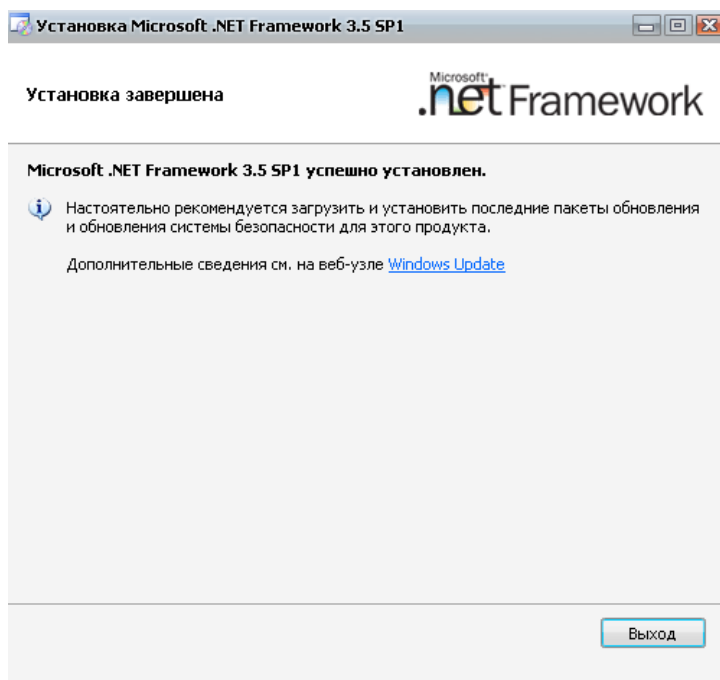 Установка Microsoft .NET Framework 3.5 SP1
Установка завершена
Microsoft
.net Framework
Microsoft .NET Framework 3.5 SP1 успешно установлен.
Настоятельно рекомендуется загрузить и установить последние пакеты обновления
и обновления системы безопасности для этого продукта.
Дополнительные сведения см. на веб-узле Windows Update
Выход